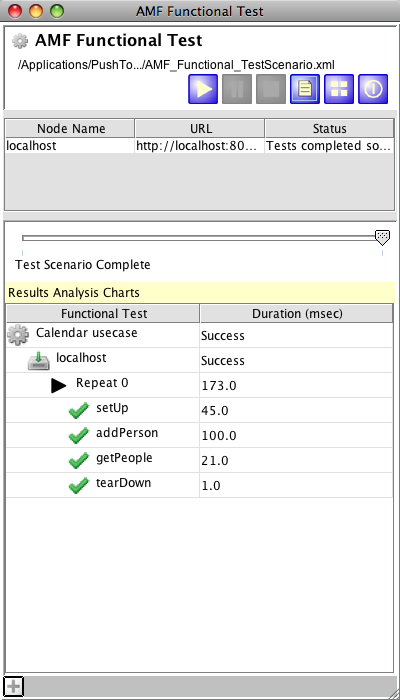 AMF Functional Test
AMF Functional Test
/Applications/PushTo.../AMF_Functional_TestScenario.xml
Node Name URL Status
localhost http://localhost:80... Tests completed so...
Test Scenario Complete
Results Analysis Charts
Functional Test Duration (msec)
Calendar usecase Success
localhost Success
Repeat 0 173.0
setUp 45.0
addPerson 100.0
getPeople 21.0
tearDown 1.0